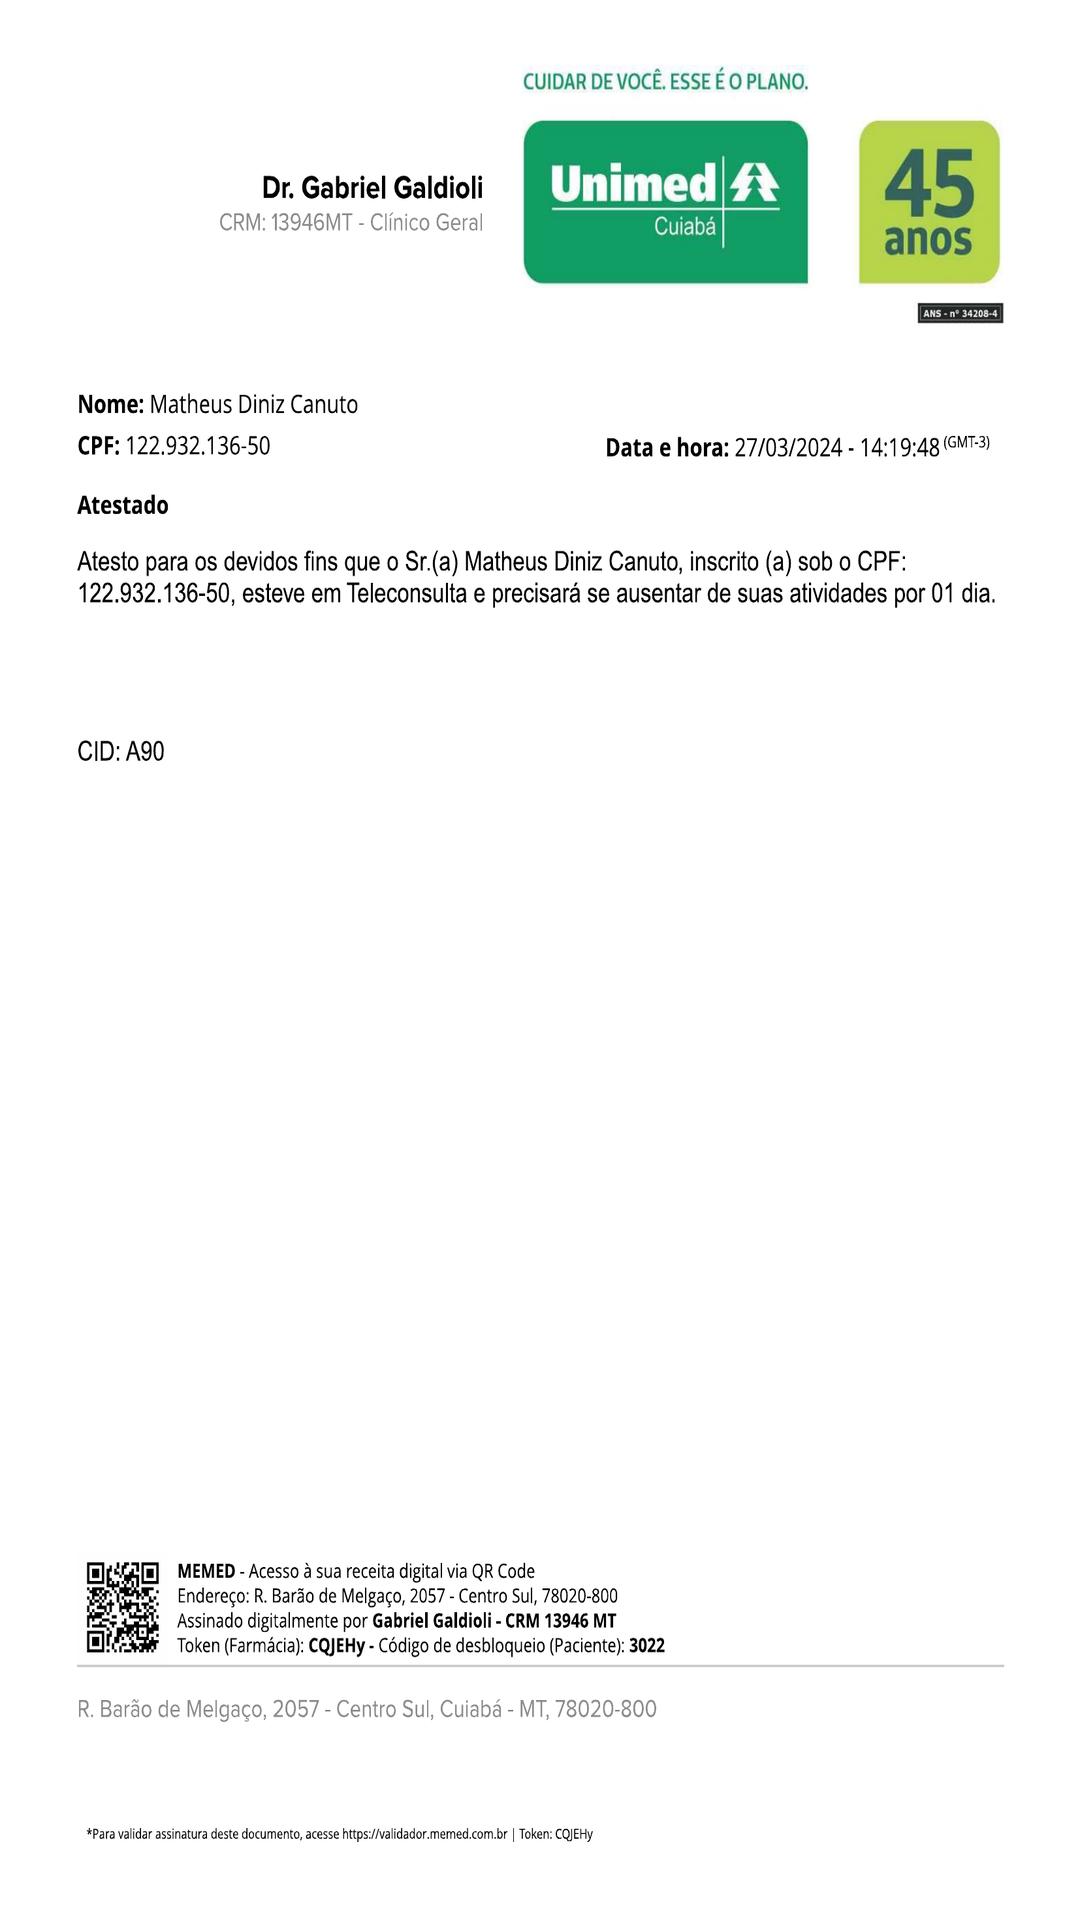 CUIDAR DE VOCÊ. ESSE É O PLANO.
Dr. Gabriel Galdioli
CRM: 13946MT - Clínico Geral
Unimed
Cuiabá
45
anos
ANS - nº 34208-4
Nome: Matheus Diniz Canuto
CPF: 122.932.136-50
Data e hora: 27/03/2024 - 14:19:48 (GMT-3)
Atestado
Atesto para os devidos fins que o Sr.(a) Matheus Diniz Canuto, inscrito (a) sob o CPF:
122.932.136-50, esteve em Teleconsulta e precisará se ausentar de suas atividades por 01 dia.
CID: A90
MEMED - Acesso à sua receita digital via QR Code
Endereço: R. Barão de Melgaço, 2057 - Centro Sul, 78020-800
Assinado digitalmente por Gabriel Galdioli - CRM 13946 MT
Token (Farmácia): CQJEHy - Código de desbloqueio (Paciente): 3022
R. Barão de Melgaço, 2057 - Centro Sul, Cuiabá - MT, 78020-800
*Para validar assinatura deste documento, acesse https://validador.memed.com.br | Token: CQJEHy